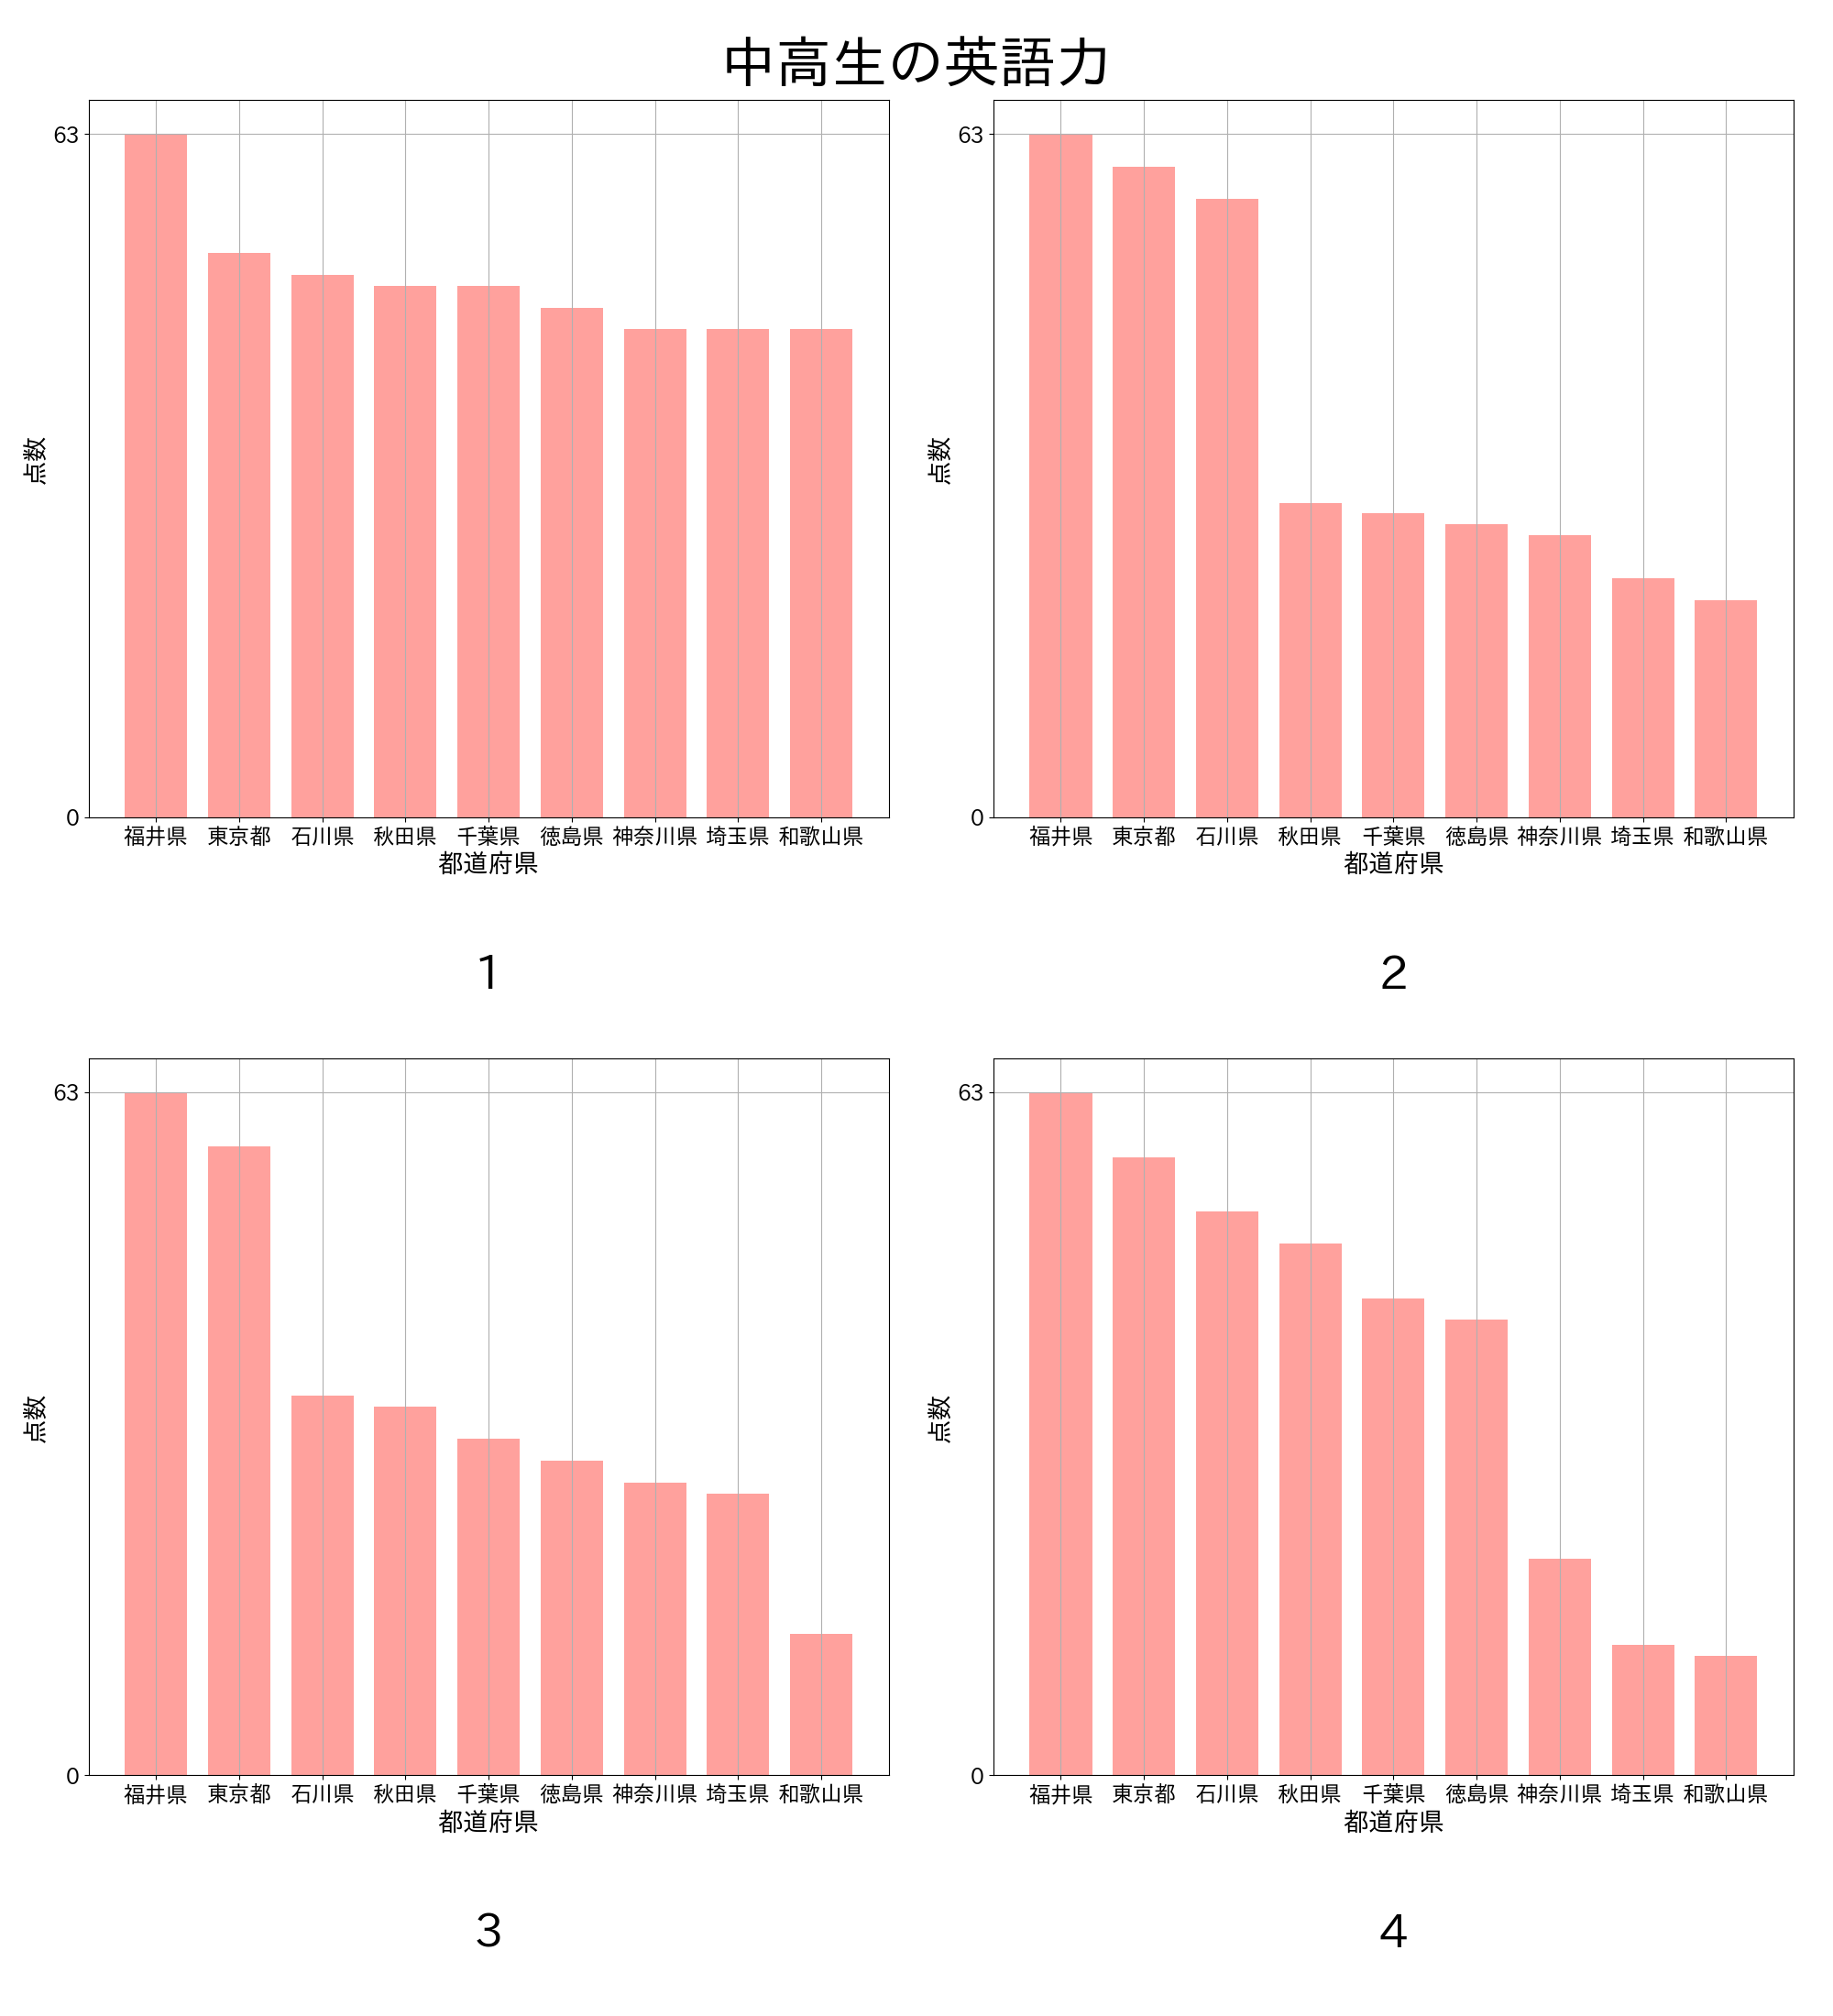 中高生の英語力
63
0
点数
福井県 東京都 石川県 秋田県 千葉県 徳島県 神奈川県 埼玉県 和歌山県
都道府県
1
63
0
点数
福井県 東京都 石川県 秋田県 千葉県 徳島県 神奈川県 埼玉県 和歌山県
都道府県
2
63
0
点数
福井県 東京都 石川県 秋田県 千葉県 徳島県 神奈川県 埼玉県 和歌山県
都道府県
3
63
0
点数
福井県 東京都 石川県 秋田県 千葉県 徳島県 神奈川県 埼玉県 和歌山県
都道府県
4